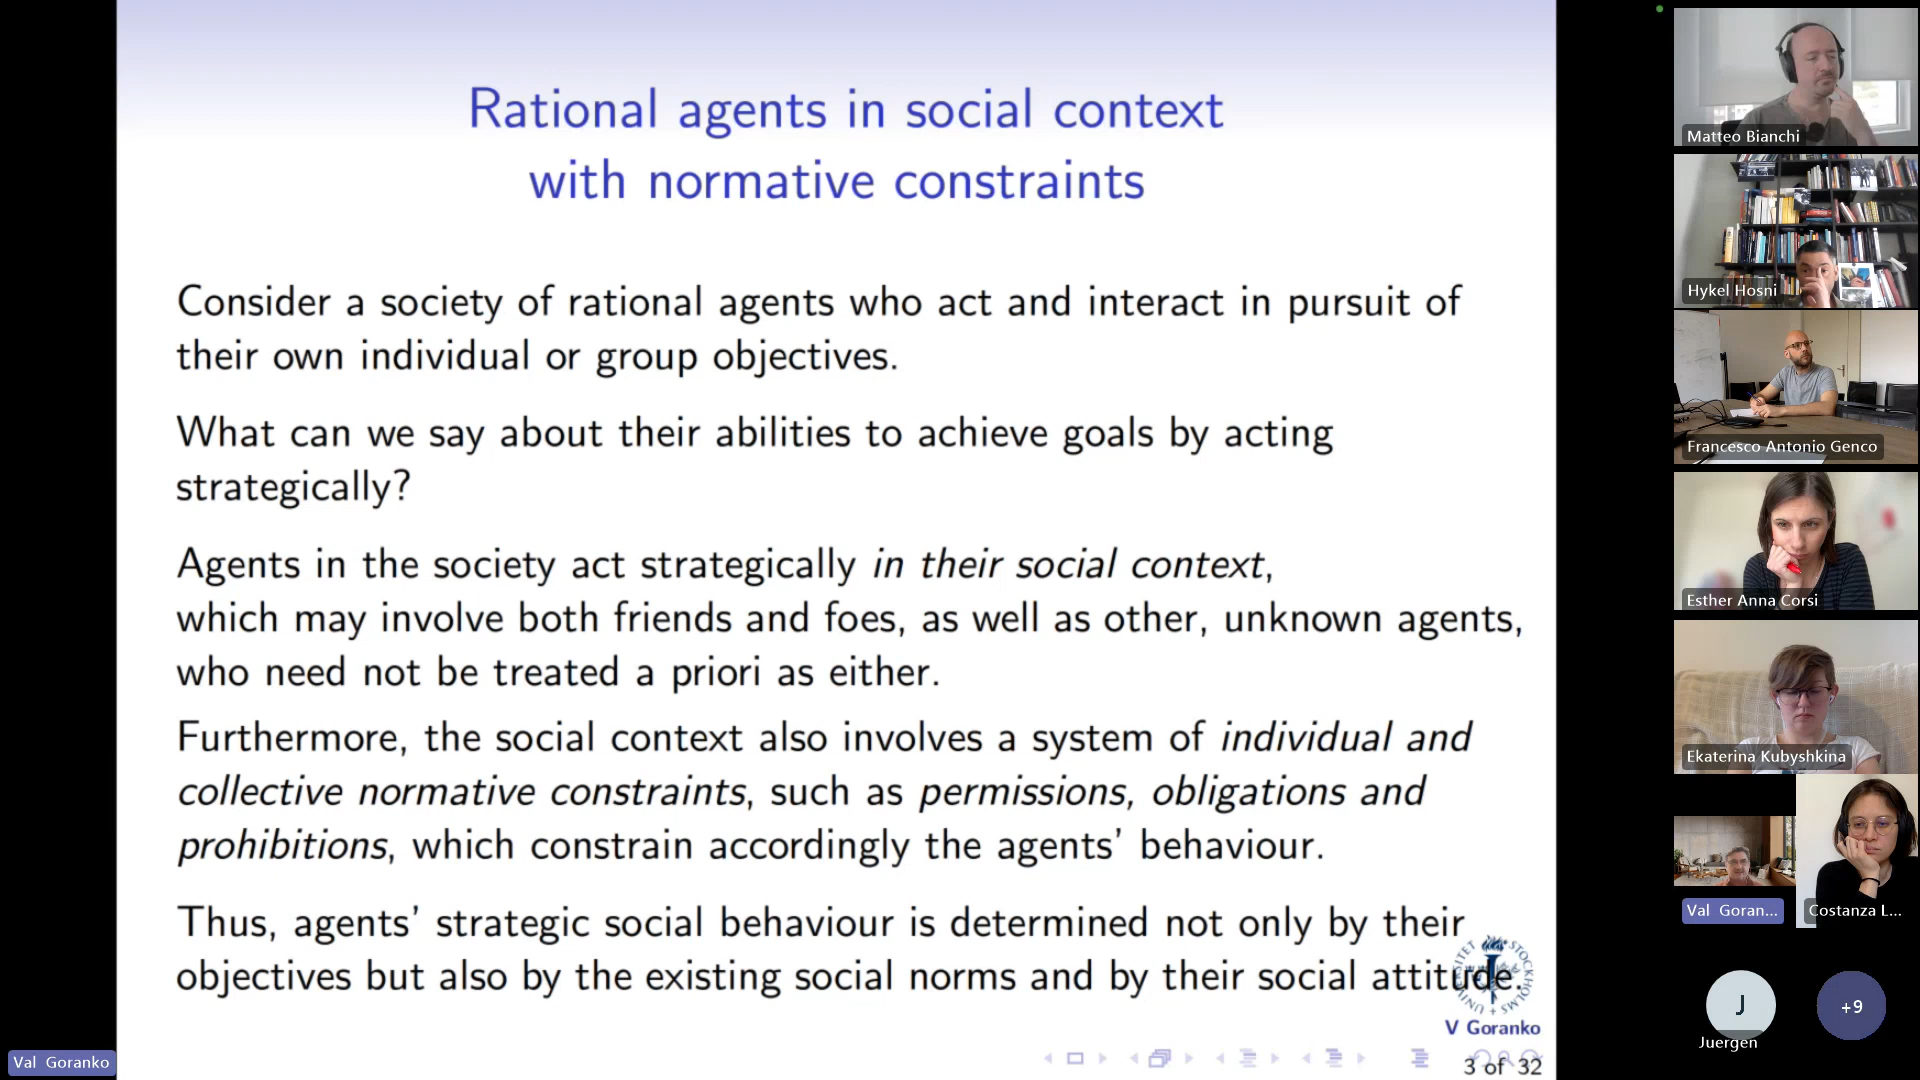 Rational agents in social context
with normative constraints
Consider a society of rational agents who act and interact in pursuit of
their own individual or group objectives.
What can we say about their abilities to achieve goals by acting
strategically?
Agents in the society act strategically in their social context,
which may involve both friends and foes, as well as other, unknown agents,
who need not be treated a priori as either.
Furthermore, the social context also involves a system of individual and
collective normative constraints, such as permissions, obligations and
prohibitions, which constrain accordingly the agents' behaviour.
Thus, agents' strategic social behaviour is determined not only by their
objectives but also by the existing social norms and by their social attitude.
V Goranko
3 of 32
Val Goranko
Matteo Bianchi
Hykel Hosni
Francesco Antonio Genco
Esther Anna Corsi
Ekaterina Kubyshkina
Val Goran...
Costanza L...
J
Juergen
+9